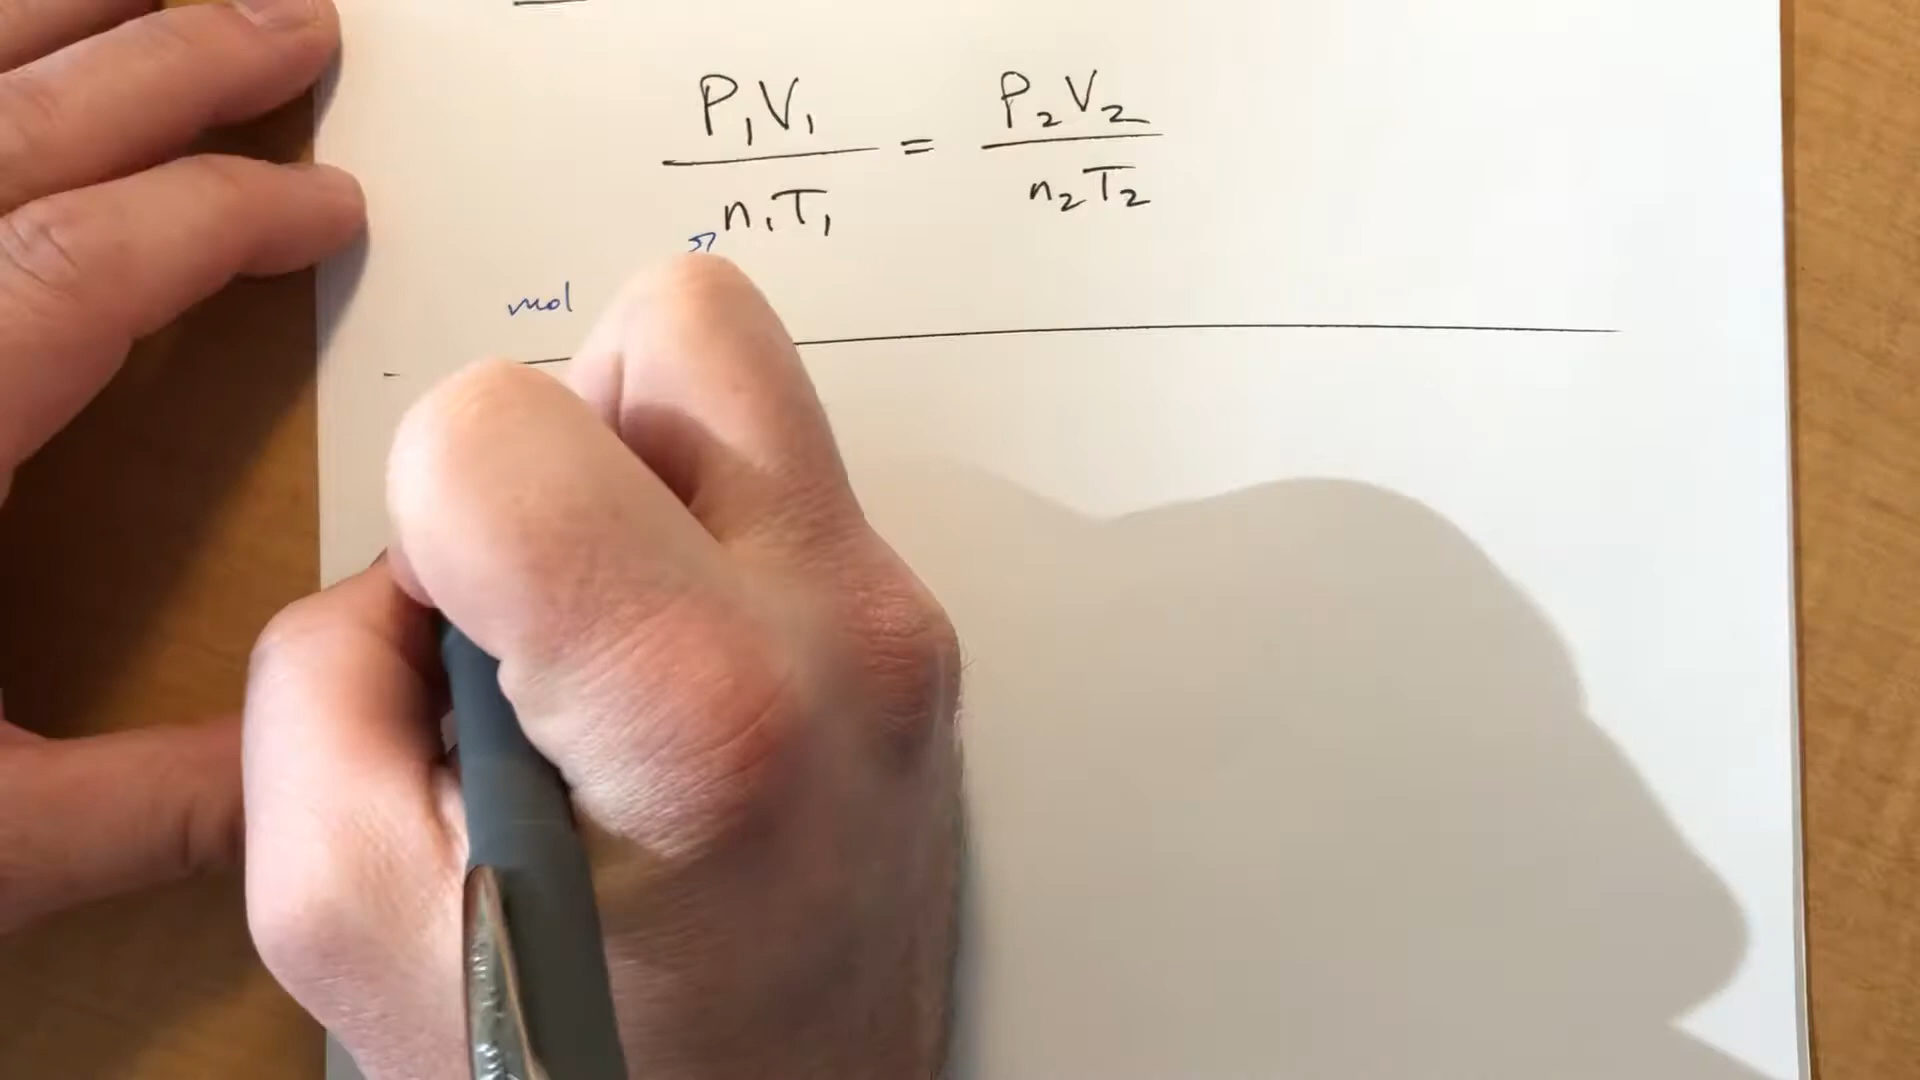 P₁V₁ / n₁T₁ = P₂V₂ / n₂T₂
mol